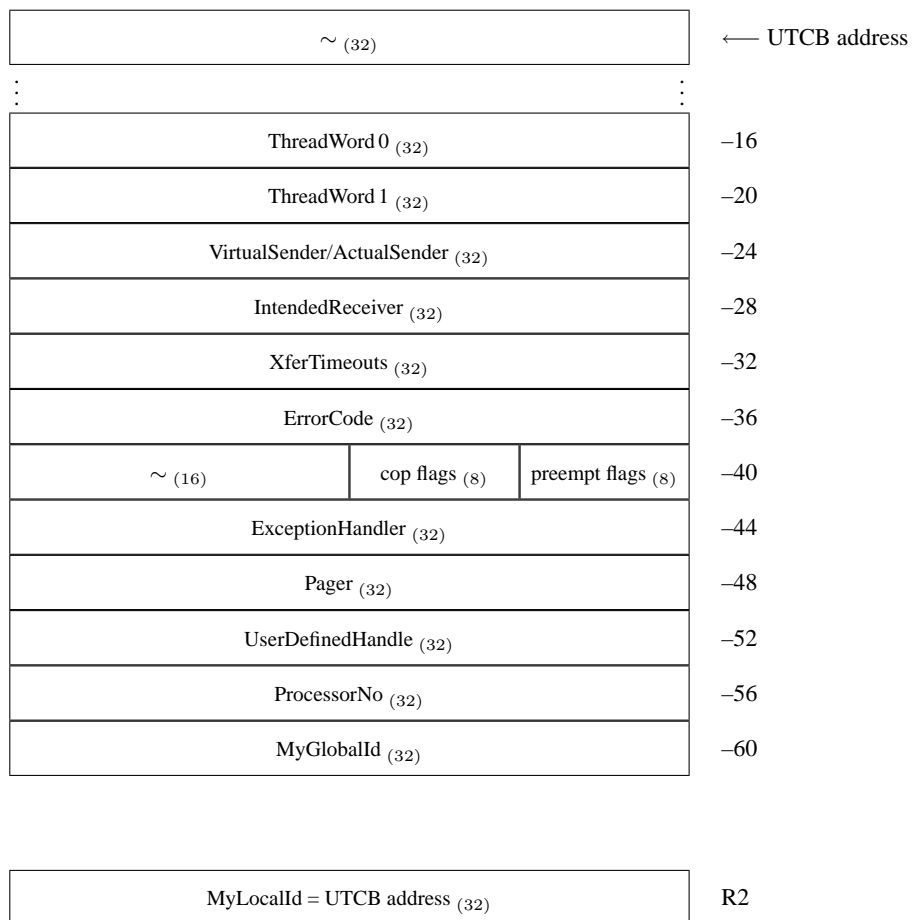 ∼ (32) ←— UTCB address
ThreadWord 0 (32) –16
ThreadWord 1 (32) –20
VirtualSender/ActualSender (32) –24
IntendedReceiver (32) –28
XferTimeouts (32) –32
ErrorCode (32) –36
∼ (16) cop flags (8) preempt flags (8) –40
ExceptionHandler (32) –44
Pager (32) –48
UserDefinedHandle (32) –52
ProcessorNo (32) –56
MyGlobalId (32) –60
MyLocalId = UTCB address (32) R2